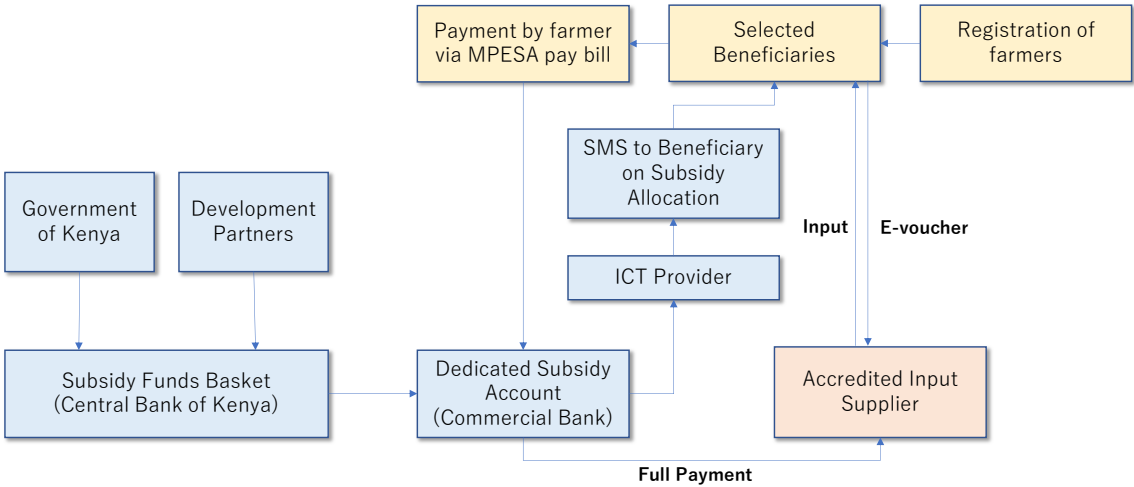 Payment by farmer
via MPESA pay bill
Selected
Beneficiaries
Registration of
farmers
SMS to Beneficiary
on Subsidy
Allocation
Government
of Kenya
Development
Partners
Input
E-voucher
ICT Provider
Subsidy Funds Basket
(Central Bank of Kenya)
Dedicated Subsidy
Account
(Commercial Bank)
Accredited Input
Supplier
Full Payment